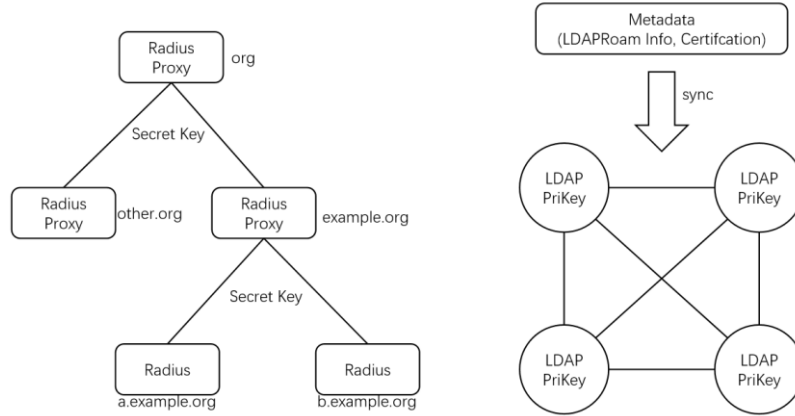 Radius
Proxy
org
Secret Key
Radius
Proxy
other.org
Radius
Proxy
example.org
Secret Key
Radius
a.example.org
Radius
b.example.org
Metadata
(LDAPRoam Info, Certifcation)
sync
LDAP
PriKey
LDAP
PriKey
LDAP
PriKey
LDAP
PriKey